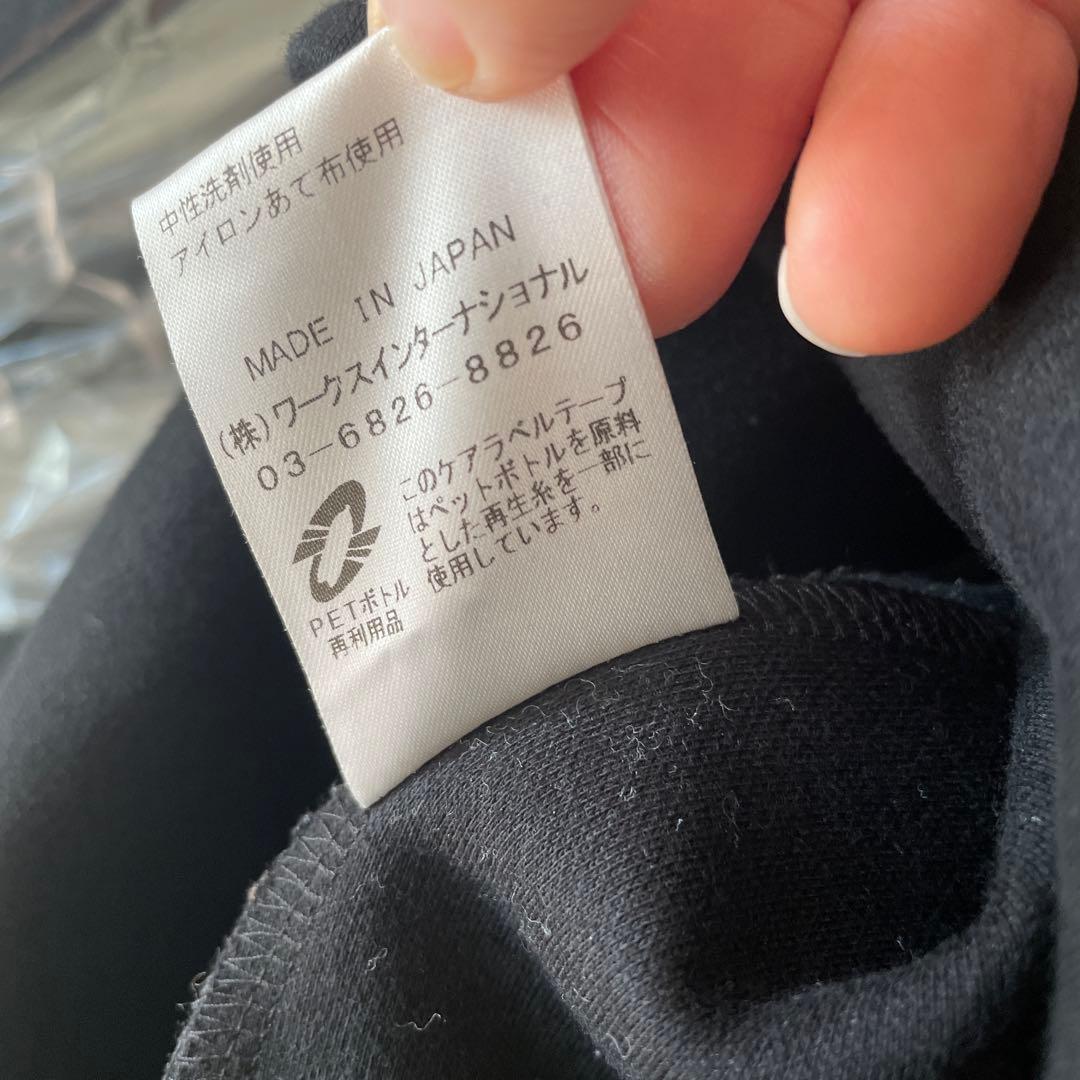 中性洗剤使用
アイロンあて布使用
MADE IN JAPAN
(株)ワークスインターナショナル
03-6826-8826
このケアラベルテープ
はペットボトルを原料
とした再生糸を一部に
使用しています。
PETボトル
再利用品